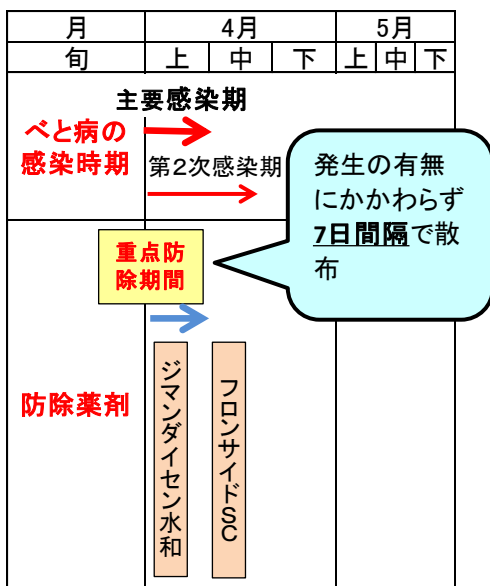 月 4月 5月
旬 上 中 下 上 中 下
主要感染期
べと病の
感染時期
第2次感染期
発生の有無
にかかわらず
7日間隔で散
布
重点防
除期間
防除薬剤
ジマンダイセン水和
フロンサイドSC